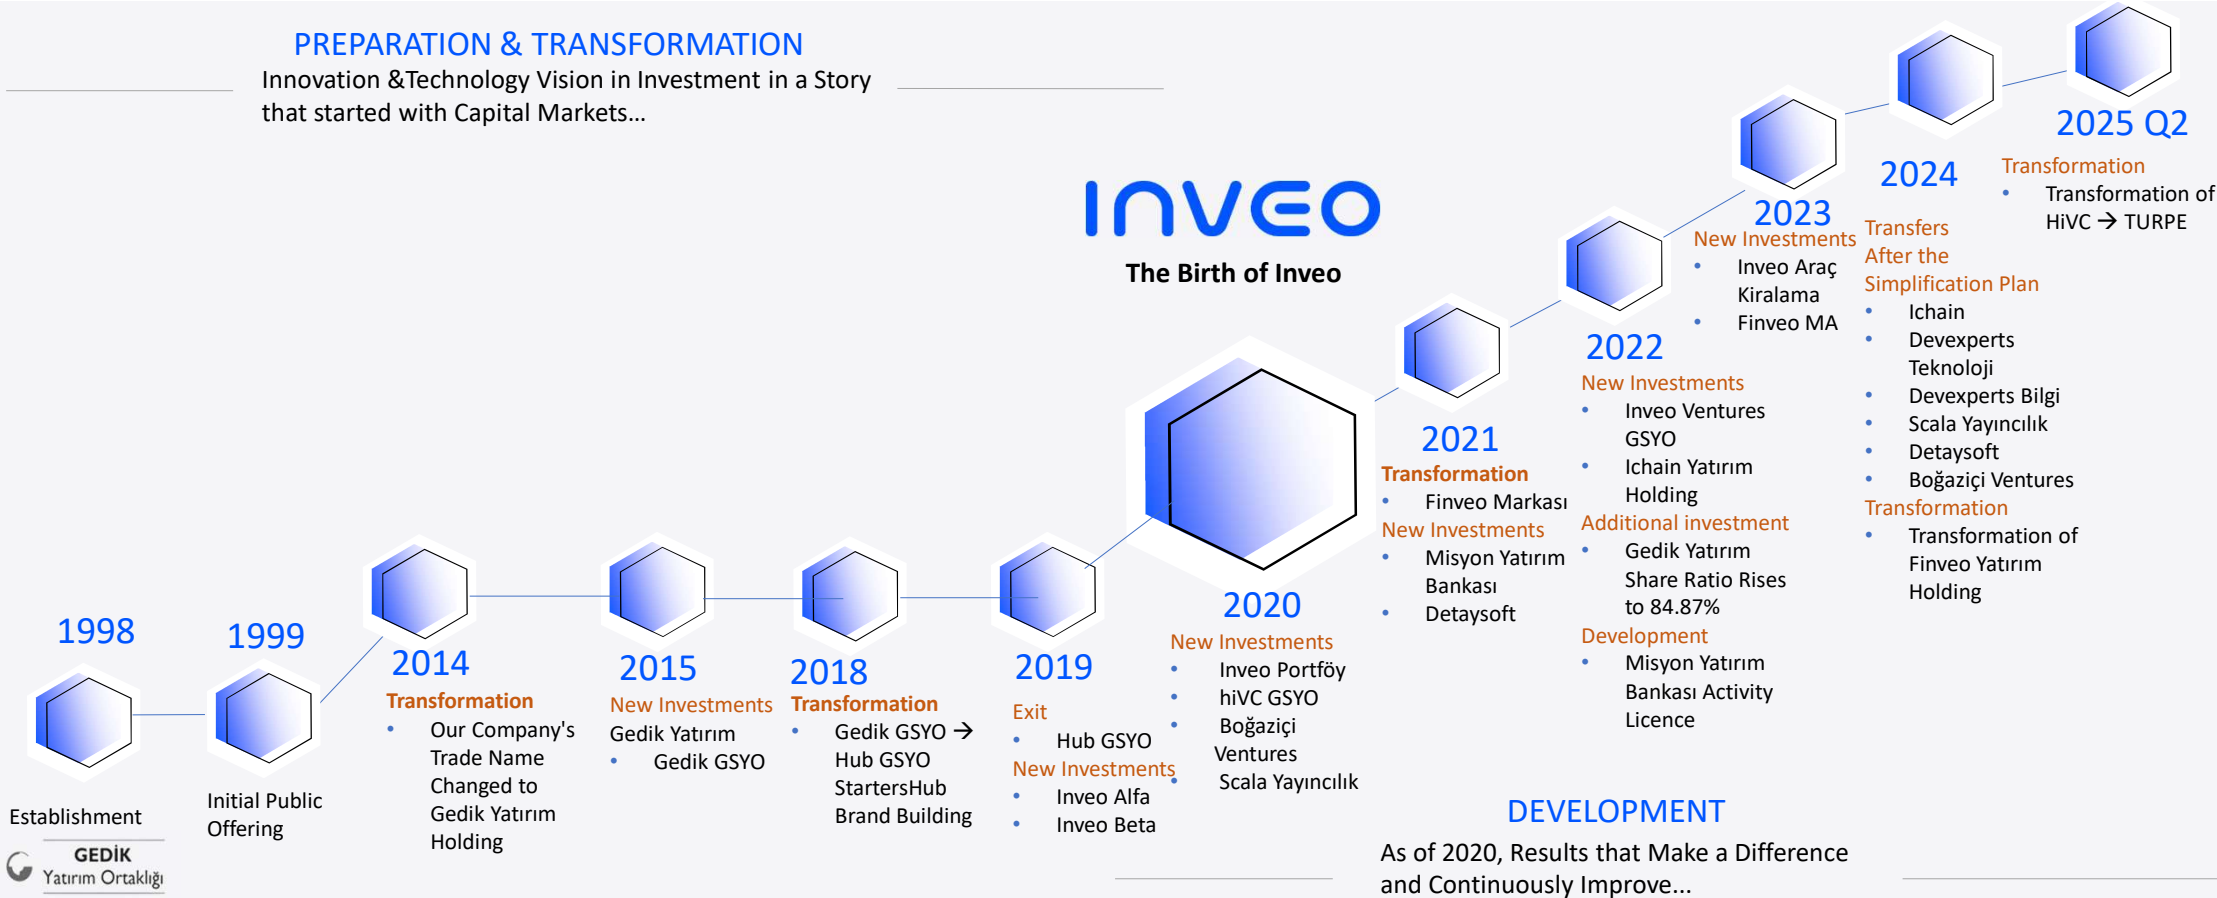 PREPARATION & TRANSFORMATION
Innovation &Technology Vision in Investment in a Story
that started with Capital Markets...
INVEO
The Birth of Inveo
1998
Establishment
GEDİK
Yatırım Ortaklığı
1999
Initial Public
Offering
2014
Transformation
• Our Company's
Trade Name
Changed to
Gedik Yatırım
Holding
2015
New Investments
Gedik Yatırım
• Gedik GSYO
2018
Transformation
• Gedik GSYO →
Hub GSYO
StartersHub
Brand Building
2019
Exit
• Hub GSYO
New Investments
• Inveo Alfa
• Inveo Beta
2020
New Investments
• Inveo Portföy
• hiVC GSYO
• Boğaziçi
Ventures
• Scala Yayıncılık
2021
Transformation
• Finveo Markası
New Investments
• Misyon Yatırım
Bankası
• Detaysoft
2022
New Investments
• Inveo Ventures
GSYO
• Ichain Yatırım
Holding
Additional investment
• Gedik Yatırım
Share Ratio Rises
to 84.87%
Development
• Misyon Yatırım
Bankası Activity
Licence
2023
New Investments
• Inveo Araç
Kiralama
• Finveo MA
2024
Transfers
After the
Simplification Plan
• Ichain
• Devexperts
Teknoloji
• Devexperts Bilgi
• Scala Yayıncılık
• Detaysoft
• Boğaziçi Ventures
Transformation
• Transformation of
Finveo Yatırım
Holding
2025 Q2
Transformation
• Transformation of
HiVC → TURPE
DEVELOPMENT
As of 2020, Results that Make a Difference
and Continuously Improve...